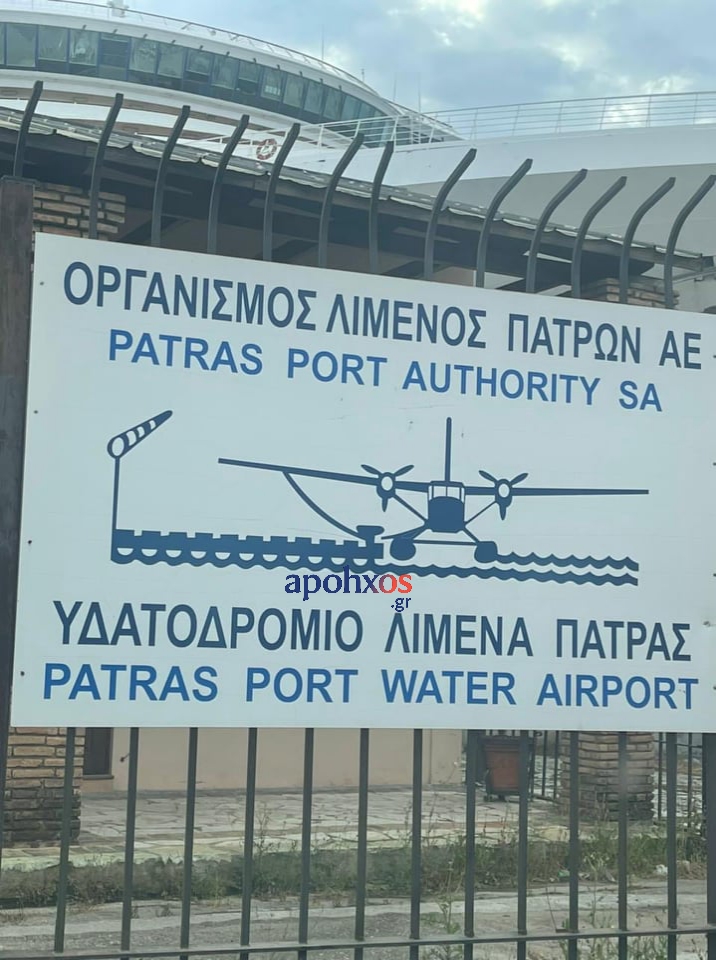 ΟΡΓΑΝΙΣΜΟΣ ΛΙΜΕΝΟΣ ΠΑΤΡΩΝ ΑΕ
PATRAS PORT AUTHORITY SA
apohxos
.gr
ΥΔΑΤΟΔΡΟΜΙΟ ΛΙΜΕΝΑ ΠΑΤΡΑΣ
PATRAS PORT WATER AIRPORT